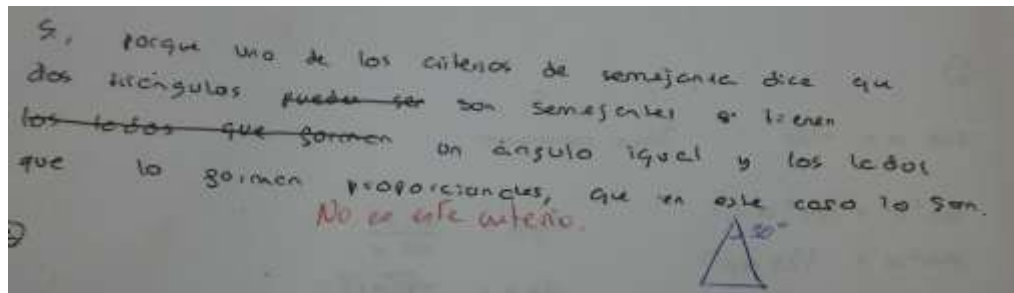 Sí, porque uno de los criterios de semejanza dice que
dos triángulos pueden ser son semejantes si tienen
los lados que formen un ángulo igual y los lados
que lo formen proporcionales, que en este caso lo son.
No es este criterio.
50°